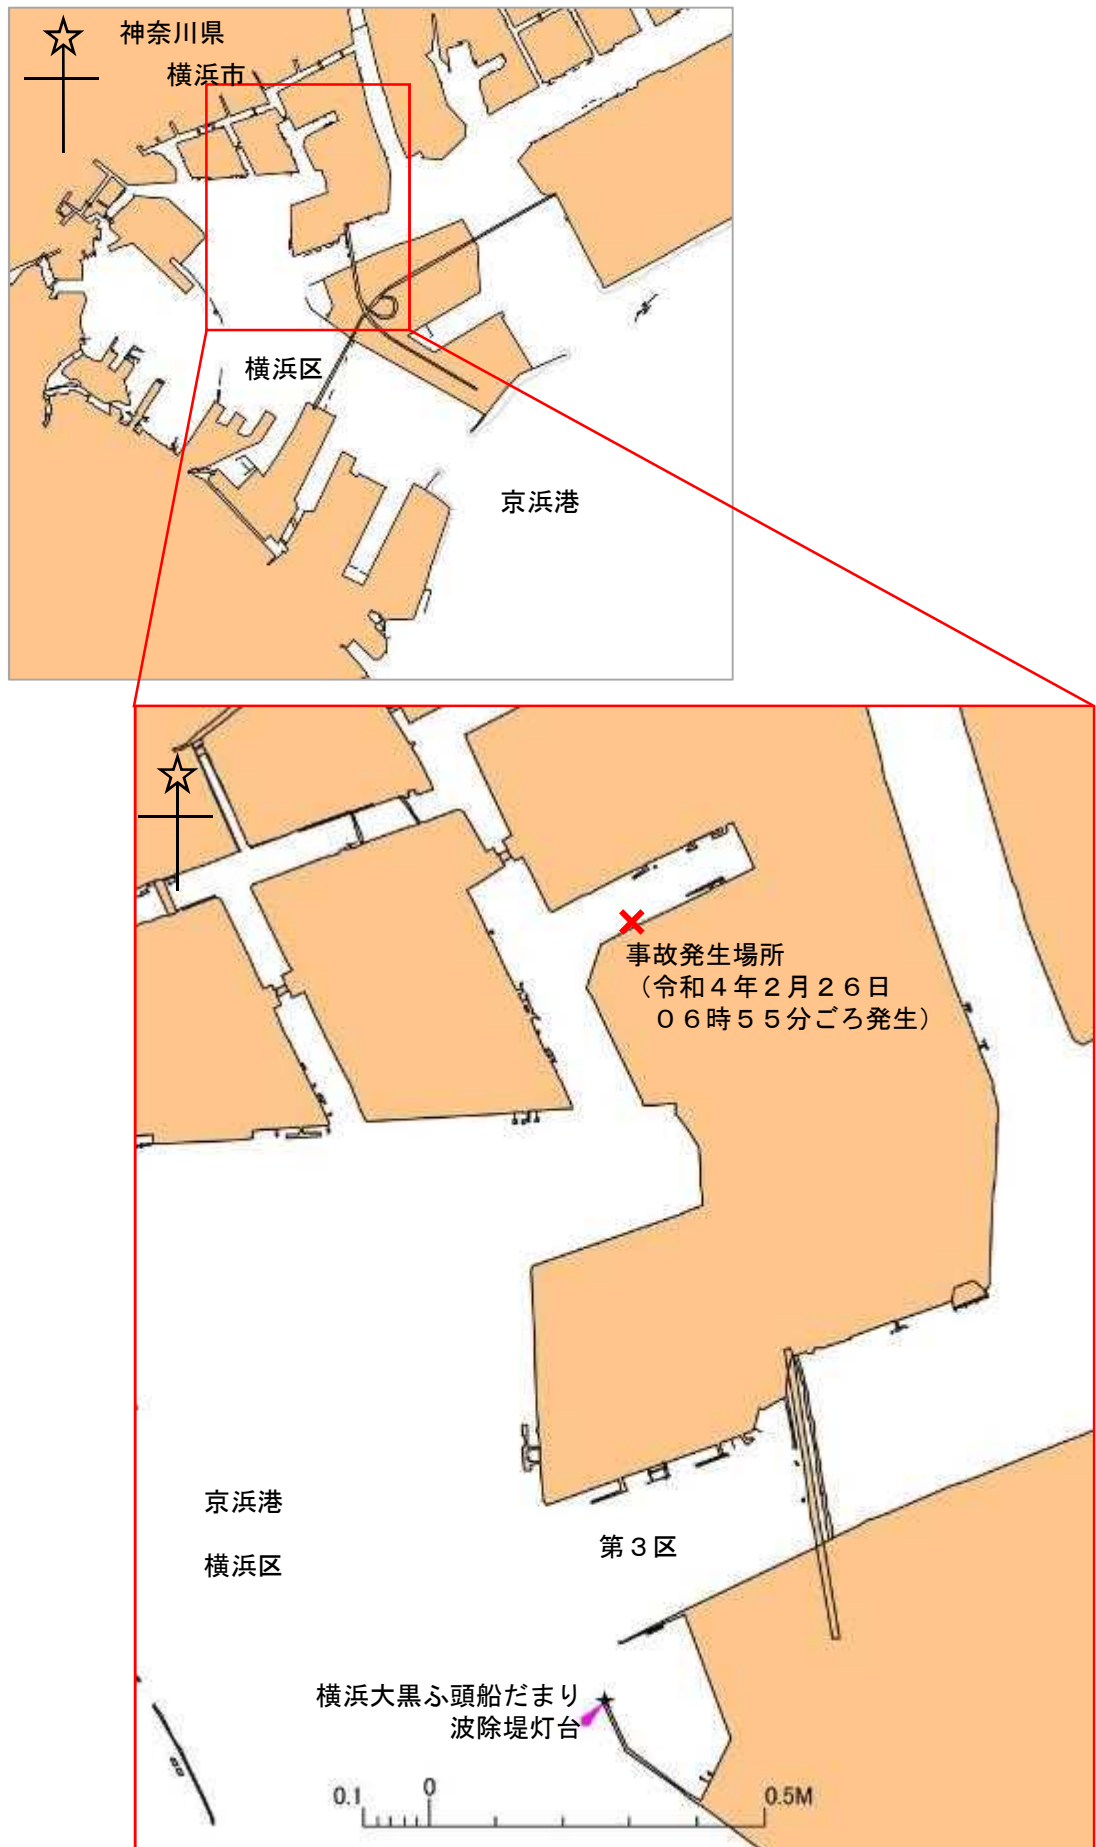 神奈川県
横浜市
横浜区
京浜港
事故発生場所
（令和４年２月２６日
０６時５５分ごろ発生）
京浜港
第３区
横浜区
横浜大黒ふ頭船だまり
波除堤灯台
0.1 0 0.5M